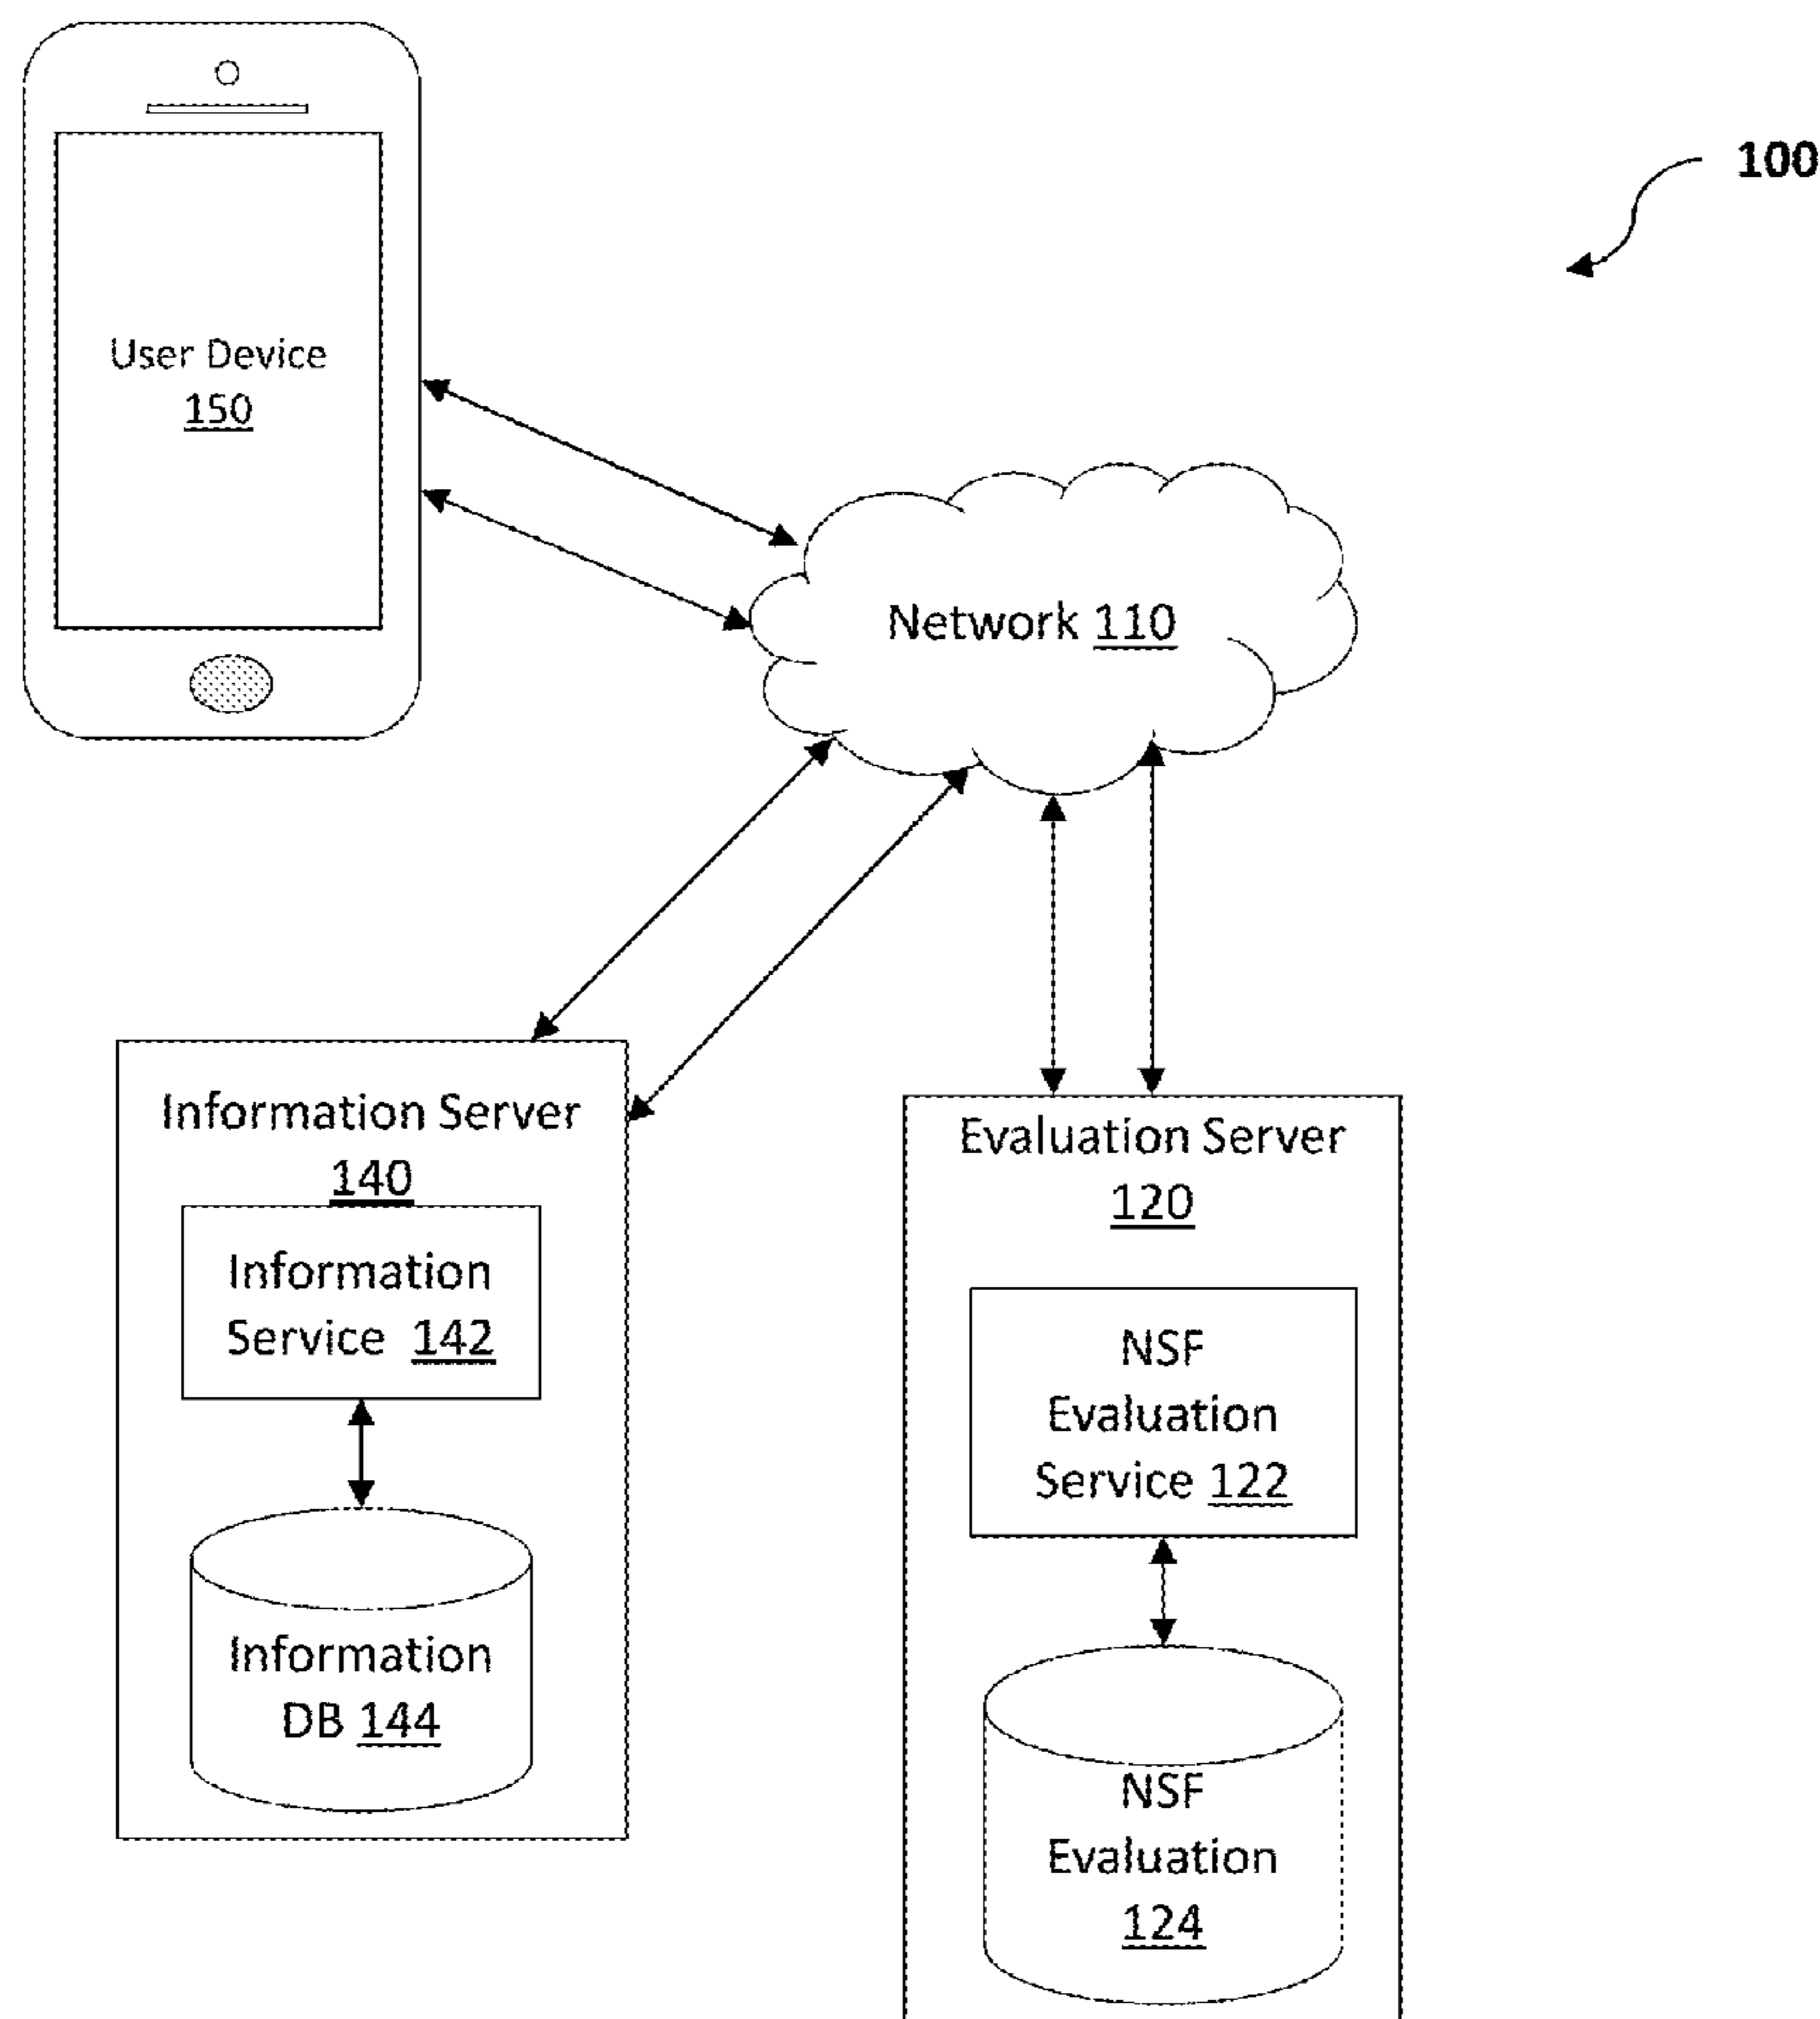 100
User Device
150
Network 110
Information Server
140
Information
Service 142
Information
DB 144
Evaluation Server
120
NSF
Evaluation
Service 122
NSF
Evaluation
124